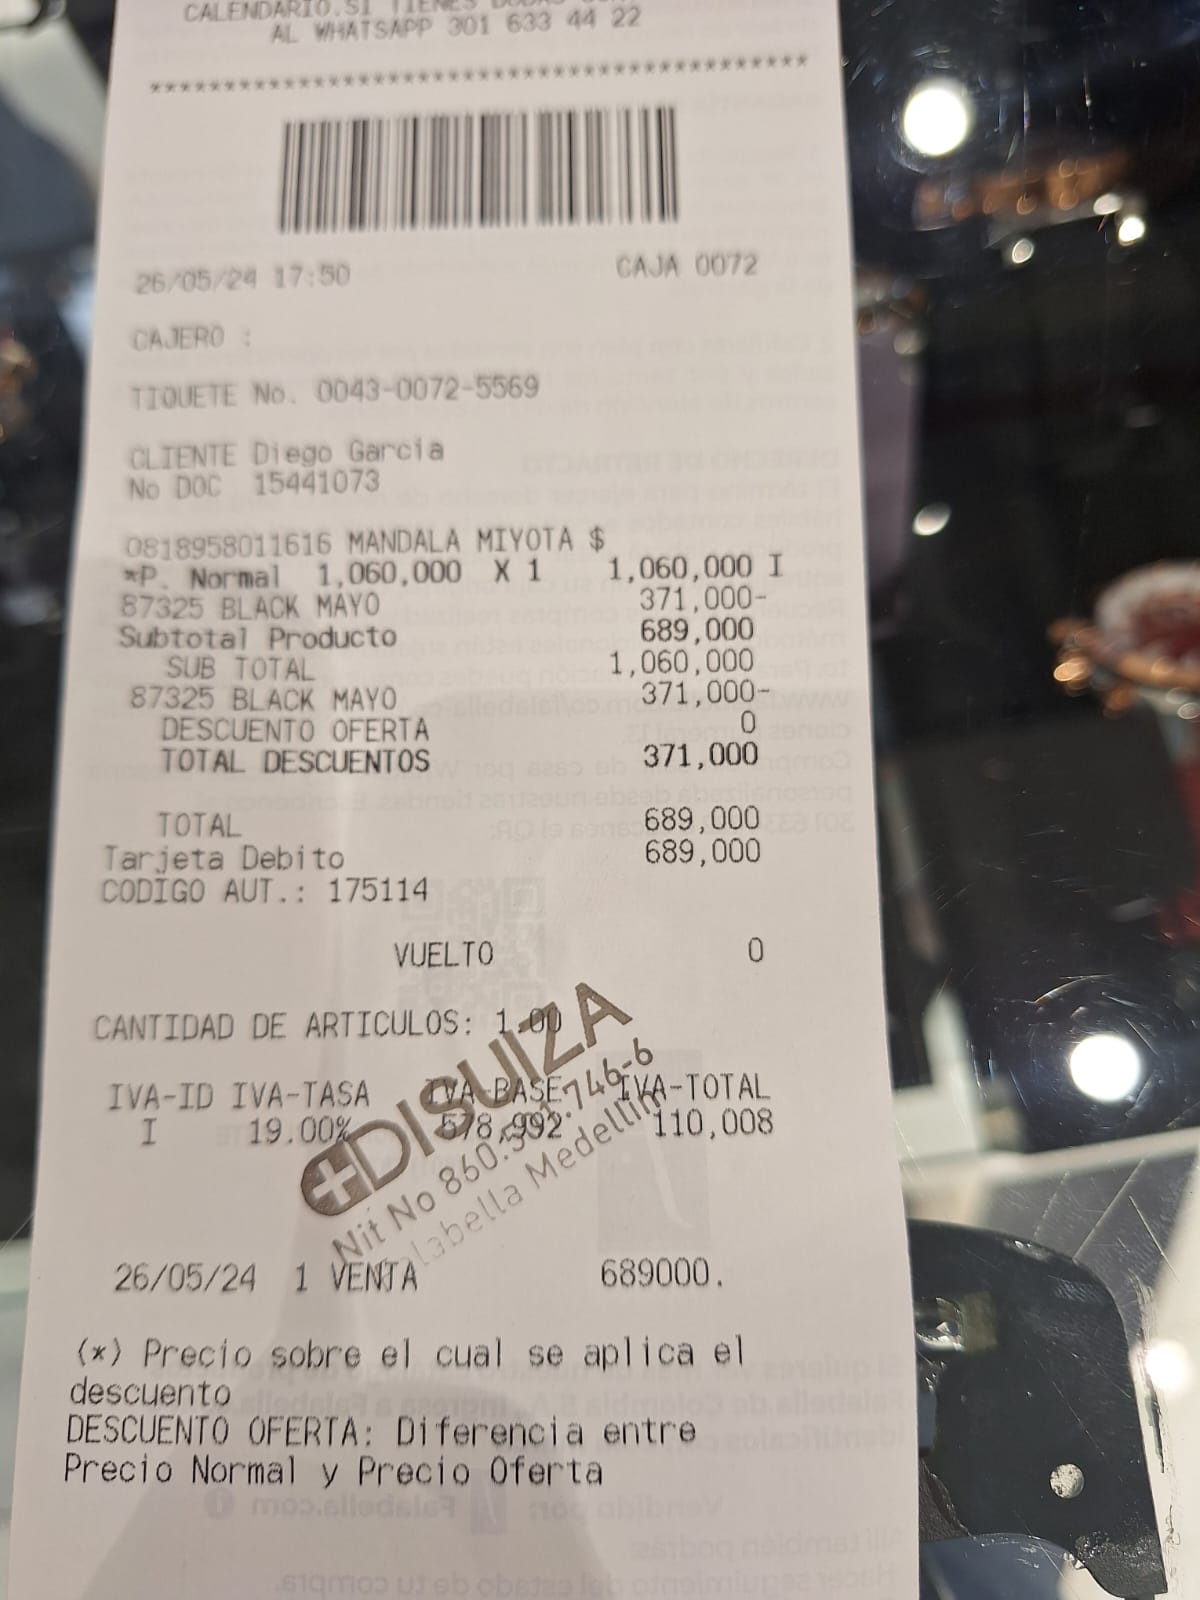 CALENDARIO.SI TIENES DUDAS
AL WHATSAPP 301 633 44 22
*********************************************
26/05/24 17:50 CAJA 0072
CAJERO :
TIQUETE No. 0043-0072-5569
CLIENTE Diego Garcia
No DOC 15441073
0818958011616 MANDALA MIYOTA $
*P. Normal 1,060,000 X 1 1,060,000 I
87325 BLACK MAYO 371,000-
Subtotal Producto 689,000
SUB TOTAL 1,060,000
87325 BLACK MAYO 371,000-
DESCUENTO OFERTA 0
TOTAL DESCUENTOS 371,000
TOTAL 689,000
Tarjeta Debito 689,000
CODIGO AUT.: 175114
VUELTO 0
CANTIDAD DE ARTICULOS: 1.00
IVA-ID IVA-TASA IVA-BASE IVA-TOTAL
I 19.00% 578,992 110,008
DISUIZA
Nit No 860.501.746-6
Falabella Medellin
26/05/24 1 VENTA 689000.
(*) Precio sobre el cual se aplica el
descuento
DESCUENTO OFERTA: Diferencia entre
Precio Normal y Precio Oferta